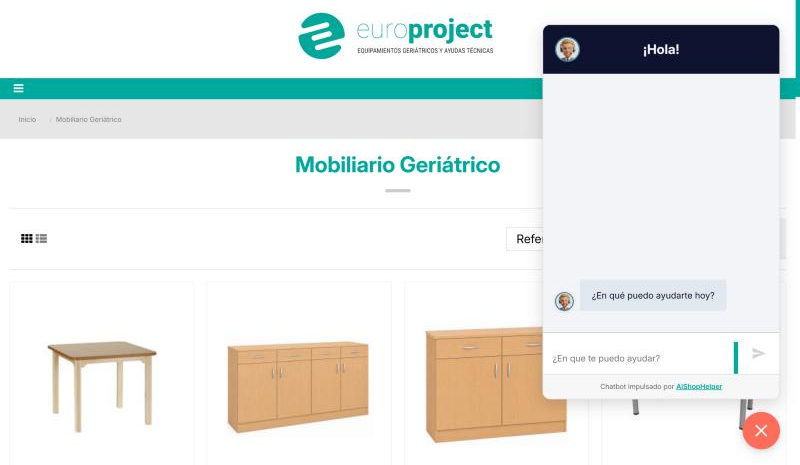 europroject
EQUIPAMIENTOS GERIÁTRICOS Y AYUDAS TÉCNICAS
Inicio / Mobiliario Geriátrico
Mobiliario Geriátrico
Refe
¡Hola!
¿En qué puedo ayudarte hoy?
¿En que te puedo ayudar?
Chatbot impulsado por AiShopHelper